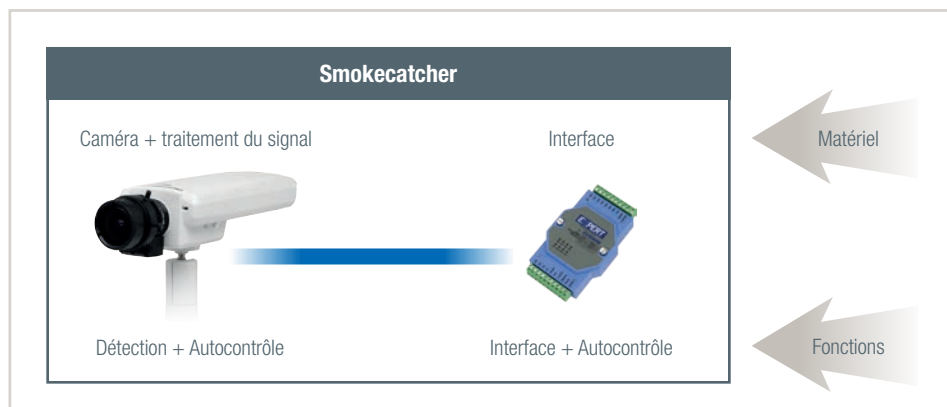 Smokecatcher
Caméra + traitement du signal
Interface
Matériel
Détection + Autocontrôle
Interface + Autocontrôle
Fonctions